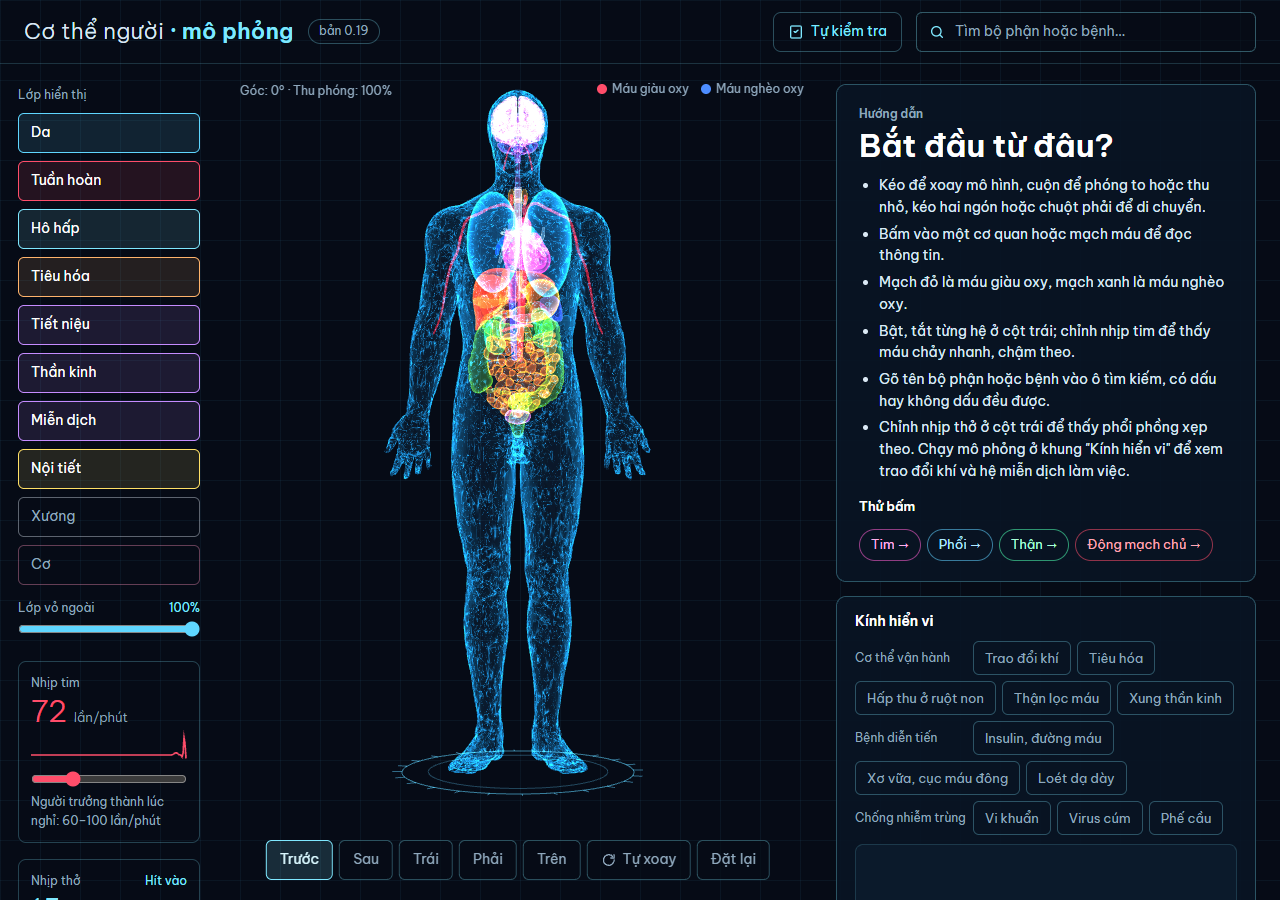 Cơ thể người · mô phỏng
bản 0.19
Tự kiểm tra
Tìm bộ phận hoặc bệnh...
Lớp hiển thị
Da
Tuần hoàn
Hô hấp
Tiêu hóa
Tiết niệu
Thần kinh
Miễn dịch
Nội tiết
Xương
Cơ
Lớp vỏ ngoài 100%
Nhịp tim
72 lần/phút
Người trưởng thành lúc
nghỉ: 60–100 lần/phút
Nhịp thở Hít vào
Góc: 0° · Thu phóng: 100%
Máu giàu oxy Máu nghèo oxy
Trước Sau Trái Phải Trên Tự xoay Đặt lại
Hướng dẫn
Bắt đầu từ đâu?
• Kéo để xoay mô hình, cuộn để phóng to hoặc thu
nhỏ, kéo hai ngón hoặc chuột phải để di chuyển.
• Bấm vào một cơ quan hoặc mạch máu để đọc
thông tin.
• Mạch đỏ là máu giàu oxy, mạch xanh là máu nghèo
oxy.
• Bật, tắt từng hệ ở cột trái; chỉnh nhịp tim để thấy
máu chảy nhanh, chậm theo.
• Gõ tên bộ phận hoặc bệnh vào ô tìm kiếm, có dấu
hay không dấu đều được.
• Chỉnh nhịp thở ở cột trái để thấy phổi phồng xẹp
theo. Chạy mô phỏng ở khung "Kính hiển vi" để xem
trao đổi khí và hệ miễn dịch làm việc.
Thử bấm
Tim → Phổi → Thận → Động mạch chủ →
Kính hiển vi
Cơ thể vận hành Trao đổi khí Tiêu hóa
Hấp thu ở ruột non Thận lọc máu Xung thần kinh
Bệnh diễn tiến Insulin, đường máu
Xơ vữa, cục máu đông Loét dạ dày
Chống nhiễm trùng Vi khuẩn Virus cúm Phế cầu